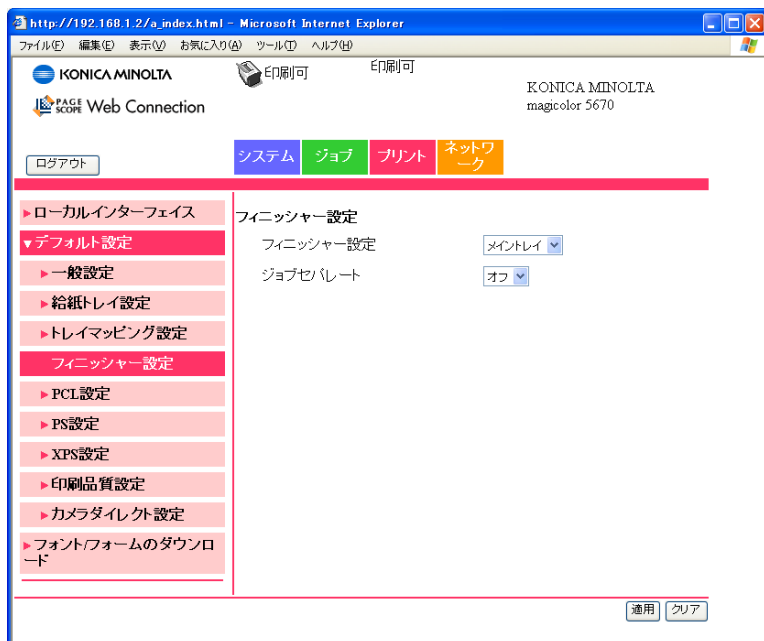 http://192.168.1.2/a_index.html - Microsoft Internet Explorer
ファイル(F) 編集(E) 表示(V) お気に入り(A) ツール(T) ヘルプ(H)
KONICA MINOLTA
印刷可
印刷可
KONICA MINOLTA
magicolor 5670
PAGE SCOPE Web Connection
ログアウト
システム
ジョブ
プリント
ネットワ
ーク
ローカルインターフェイス
デフォルト設定
一般設定
給紙トレイ設定
トレイマッピング設定
フィニッシャー設定
PCL設定
PS設定
XPS設定
印刷品質設定
カメラダイレクト設定
フォント/フォームのダウンロ
ード
フィニッシャー設定
フィニッシャー設定 メイントレイ
ジョブセパレート オフ
適用 クリア